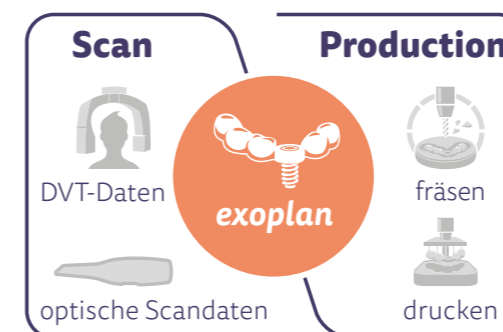 Scan
DVT-Daten
optische Scandaten
exoplan
Production
fräsen
drucken